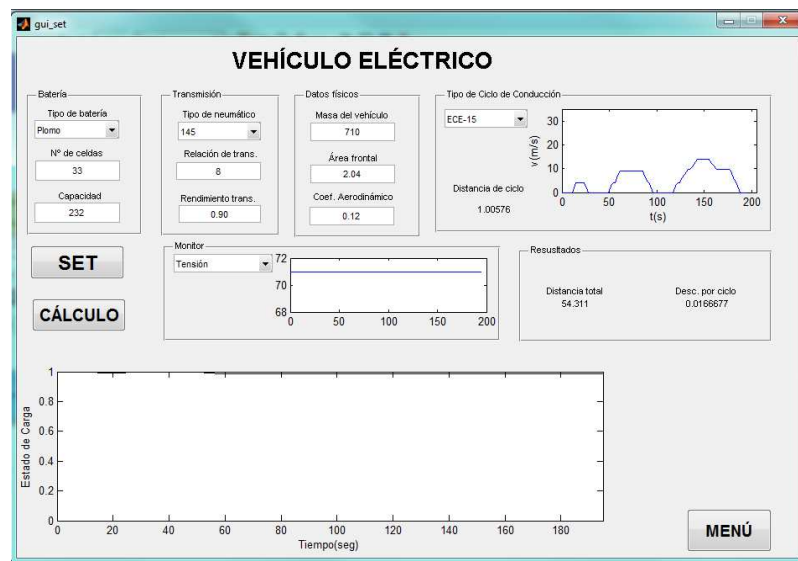 gui_set
VEHÍCULO ELÉCTRICO
Batería
Tipo de batería
Plomo
Nº de celdas
33
Capacidad
232
Transmisión
Tipo de neumático
145
Relación de trans.
8
Rendimiento trans.
0.90
Datos físicos
Masa del vehículo
710
Área frontal
2.04
Coef. Aerodinámico
0.12
Tipo de Ciclo de Conducción
ECE-15
Distancia de ciclo
1.00576
v(m/s)
30
20
10
0
0 50 100 150 200
t(s)
SET
CÁLCULO
Monitor
Tensión
72
70
68
0 50 100 150 200
Resusltados
Distancia total
54.311
Desc. por ciclo
0.0166677
Estado de Carga
1
0.8
0.6
0.4
0.2
0
0 20 40 60 80 100 120 140 160 180
Tiempo(seg)
MENÚ